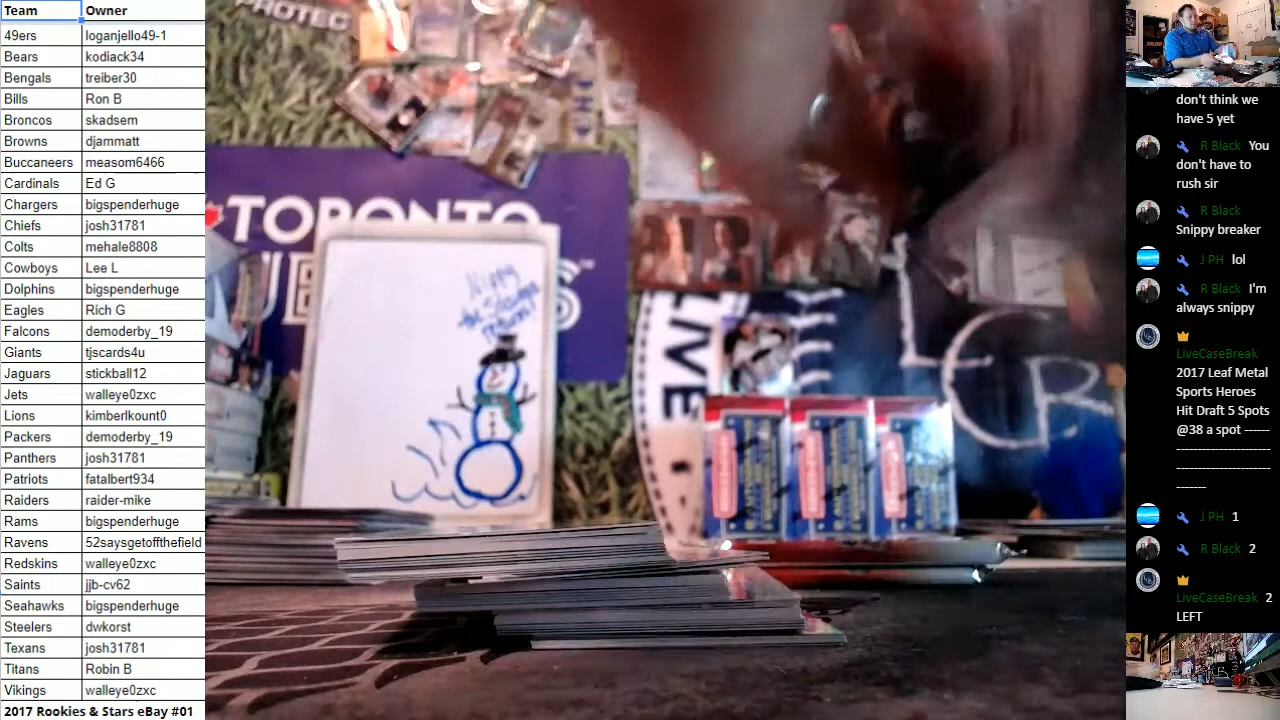 Team Owner
49ers loganjello49-1
Bears kodiack34
Bengals treiber30
Bills Ron B
Broncos skadsem
Browns djammatt
Buccaneers measom6466
Cardinals Ed G
Chargers bigspenderhuge
Chiefs josh31781
Colts mehale8808
Cowboys Lee L
Dolphins bigspenderhuge
Eagles Rich G
Falcons demoderby_19
Giants tjscards4u
Jaguars stickball12
Jets walleye0zxc
Lions kimberlkount0
Packers demoderby_19
Panthers josh31781
Patriots fatalbert934
Raiders raider-mike
Rams bigspenderhuge
Ravens 52saysgetoffthefield
Redskins walleye0zxc
Saints jjb-cv62
Seahawks bigspenderhuge
Steelers dwkorst
Texans josh31781
Titans Robin B
Vikings walleye0zxc
2017 Rookies & Stars eBay #01
PROTEC
TORONTO
TM
LIVE
LCB
don't think we
have 5 yet
R Black You
don't have to
rush sir
R Black
Snippy breaker
J PH lol
R Black I'm
always snippy
LiveCaseBreak
2017 Leaf Metal
Sports Heroes
Hit Draft 5 Spots
@38 a spot ------
----------------------
----------------------
-------
J PH 1
R Black 2
LiveCaseBreak 2
LEFT